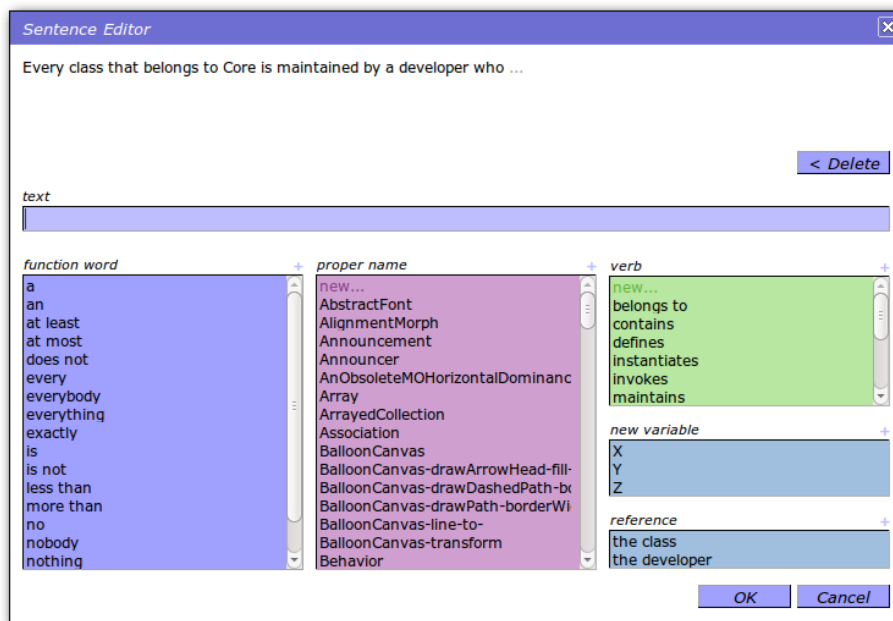 Sentence Editor
Every class that belongs to Core is maintained by a developer who ...
< Delete
text
function word +
a
an
at least
at most
does not
every
everybody
everything
exactly
is
is not
less than
more than
no
nobody
nothing
proper name +
new...
AbstractFont
AlignmentMorph
Announcement
Announcer
AnObsoleteMOHorizontalDominanc
Array
ArrayedCollection
Association
BalloonCanvas
BalloonCanvas-drawArrowHead-fill-
BalloonCanvas-drawDashedPath-bo
BalloonCanvas-drawPath-borderWi
BalloonCanvas-line-to-
BalloonCanvas-transform
Behavior
verb +
new...
belongs to
contains
defines
instantiates
invokes
maintains
new variable +
X
Y
Z
reference +
the class
the developer
OK Cancel